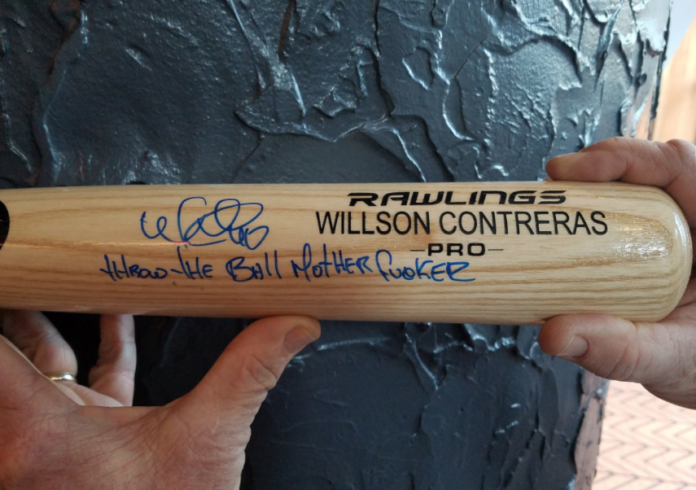 RAWLINGS
WILLSON CONTRERAS
-PRO-
THROW THE BAll MOTHER FUCKER